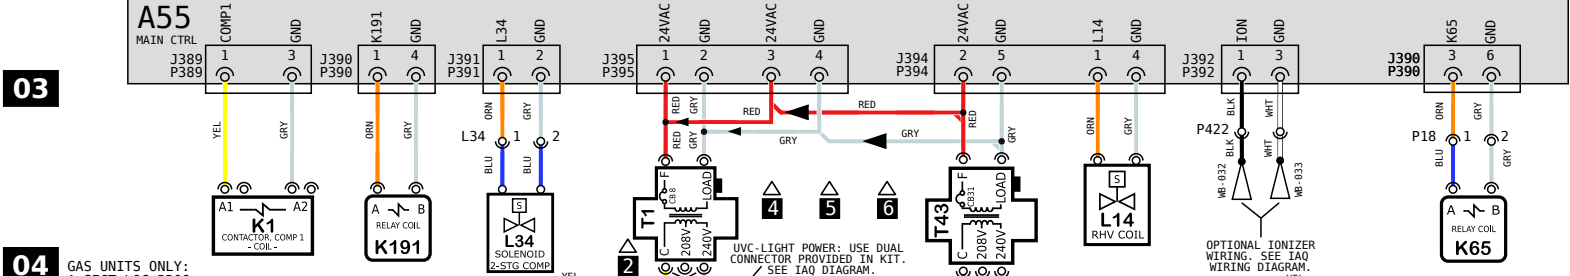 A55
MAIN CTRL
COMP1 GND K191 GND L34 GND 24VAC GND 24VAC GND 24VAC GND L14 GND ION GND K65 GND
J389 1 3 J390 1 4 J391 1 2 J395 1 2 3 4 J394 2 5 1 4 J392 1 3 J390 3 6
P389 P390 P391 P395 P394 P392 P390
03
ORN GRY RED GRY RED RED BLK WHT ORN GRY
YEL GRY ORN GRY L34 1 2 RED GRY GRY GRY RED GRY ORN GRY P422 P18 1 2
BLU BLU BLK WHT BLU GRY
WB-032 WB-033
A1 A2
K1
CONTACTOR, COMP 1
- COIL -
A B
RELAY COIL
K191
S
L34
SOLENOID
2-STG COMP
F
CB8
LOAD
T1
C 208V 240V
4 5 6
2
F
CB31
LOAD
T43
C 208V 240V
S
L14
RHV COIL
A B
RELAY COIL
K65
UVC-LIGHT POWER: USE DUAL
CONNECTOR PROVIDED IN KIT.
SEE IAQ DIAGRAM.
OPTIONAL IONIZER
WIRING. SEE IAQ
WIRING DIAGRAM.
04
GAS UNITS ONLY:
YEL